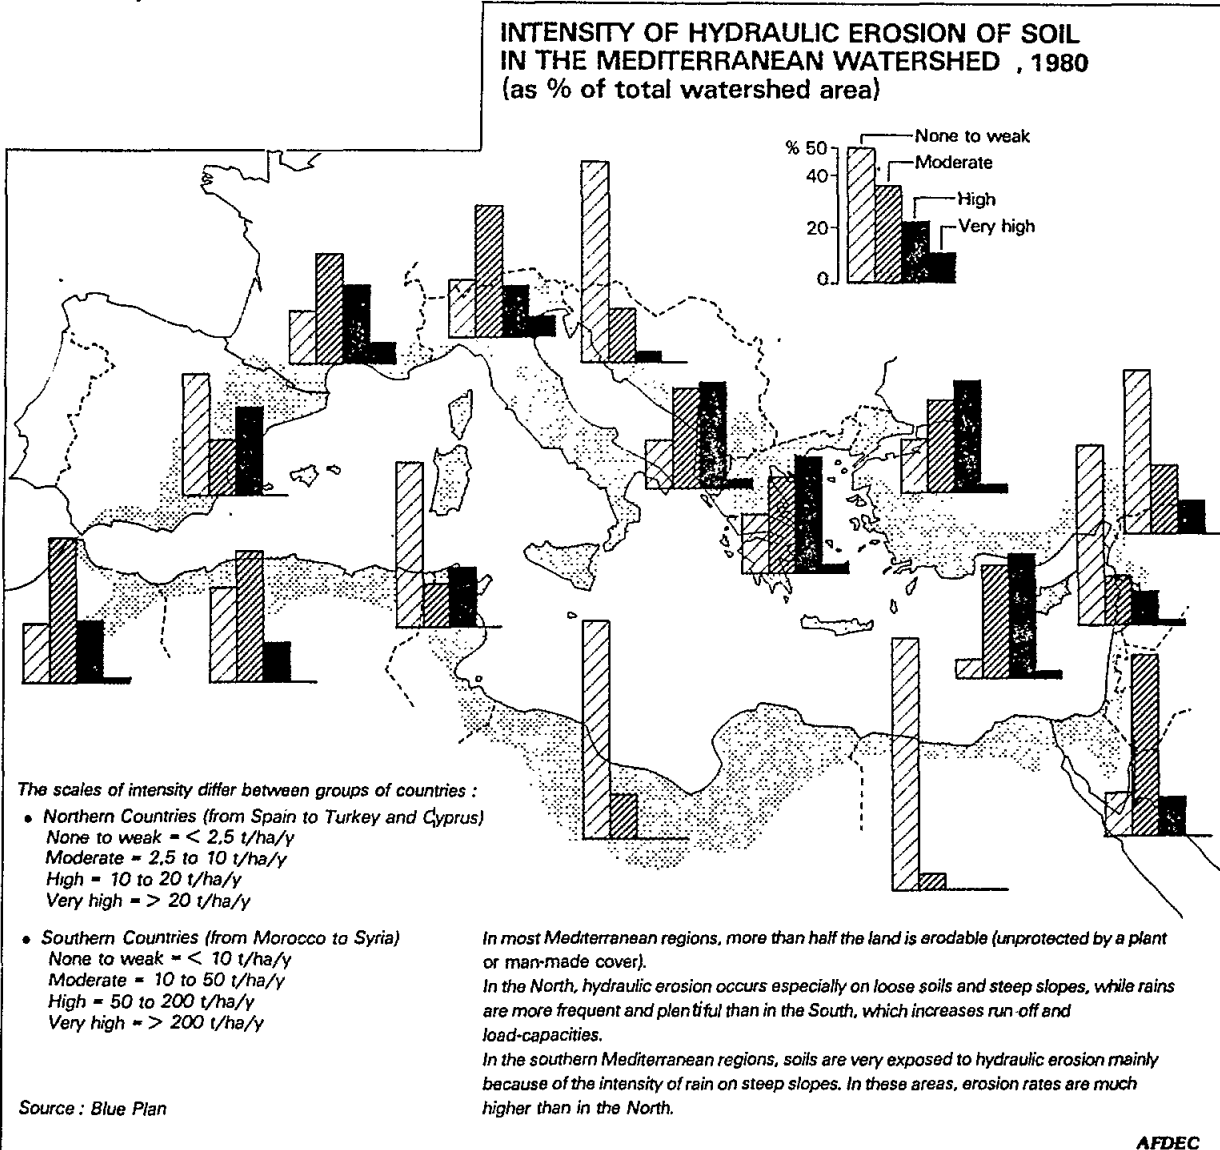 INTENSITY OF HYDRAULIC EROSION OF SOIL
IN THE MEDITERRANEAN WATERSHED , 1980
(as % of total watershed area)
None to weak
% 50
Moderate
40
High
20
Very high
0
The scales of intensity differ between groups of countries :
• Northern Countries (from Spain to Turkey and Cyprus)
None to weak = < 2,5 t/ha/y
Moderate = 2,5 to 10 t/ha/y
High = 10 to 20 t/ha/y
Very high = > 20 t/ha/y
• Southern Countries (from Morocco to Syria)
None to weak = < 10 t/ha/y
Moderate = 10 to 50 t/ha/y
High = 50 to 200 t/ha/y
Very high = > 200 t/ha/y
Source : Blue Plan
In most Mediterranean regions, more than half the land is erodable (unprotected by a plant
or man-made cover).
In the North, hydraulic erosion occurs especially on loose soils and steep slopes, while rains
are more frequent and plentiful than in the South, which increases run-off and
load-capacities.
In the southern Mediterranean regions, soils are very exposed to hydraulic erosion mainly
because of the intensity of rain on steep slopes. In these areas, erosion rates are much
higher than in the North.
AFDEC